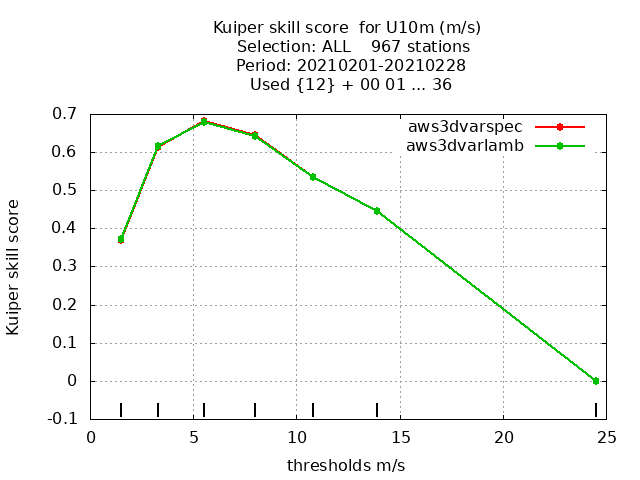 Kuiper skill score  for U10m (m/s)
Selection: ALL    967 stations
Period: 20210201-20210228
Used {12} + 00 01 ... 36
aws3dvarspec
aws3dvarlamb
Kuiper skill score
0.7
0.6
0.5
0.4
0.3
0.2
0.1
0
-0.1
0 5 10 15 20 25
thresholds m/s